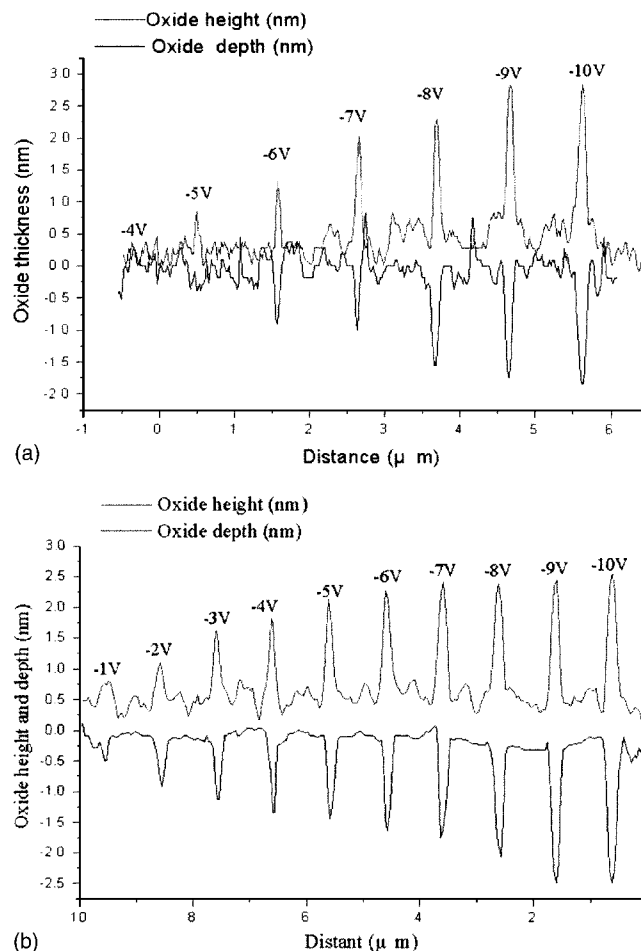 Oxide height (nm)
Oxide depth (nm)
Oxide thickness (nm)
3.0
2.5
2.0
1.5
1.0
0.5
0.0
-0.5
-1.0
-1.5
-2.0
-4V
-5V
-6V
-7V
-8V
-9V
-10V
-1 0 1 2 3 4 5 6
(a)
Distance (μ m)
Oxide height (nm)
Oxide depth (nm)
Oxide height and depth (nm)
3.0
2.5
2.0
1.5
1.0
0.5
0.0
-0.5
-1.0
-1.5
-2.0
-2.5
-1V
-2V
-3V
-4V
-5V
-6V
-7V
-8V
-9V
-10V
10 8 6 4 2
(b)
Distant (μ m)